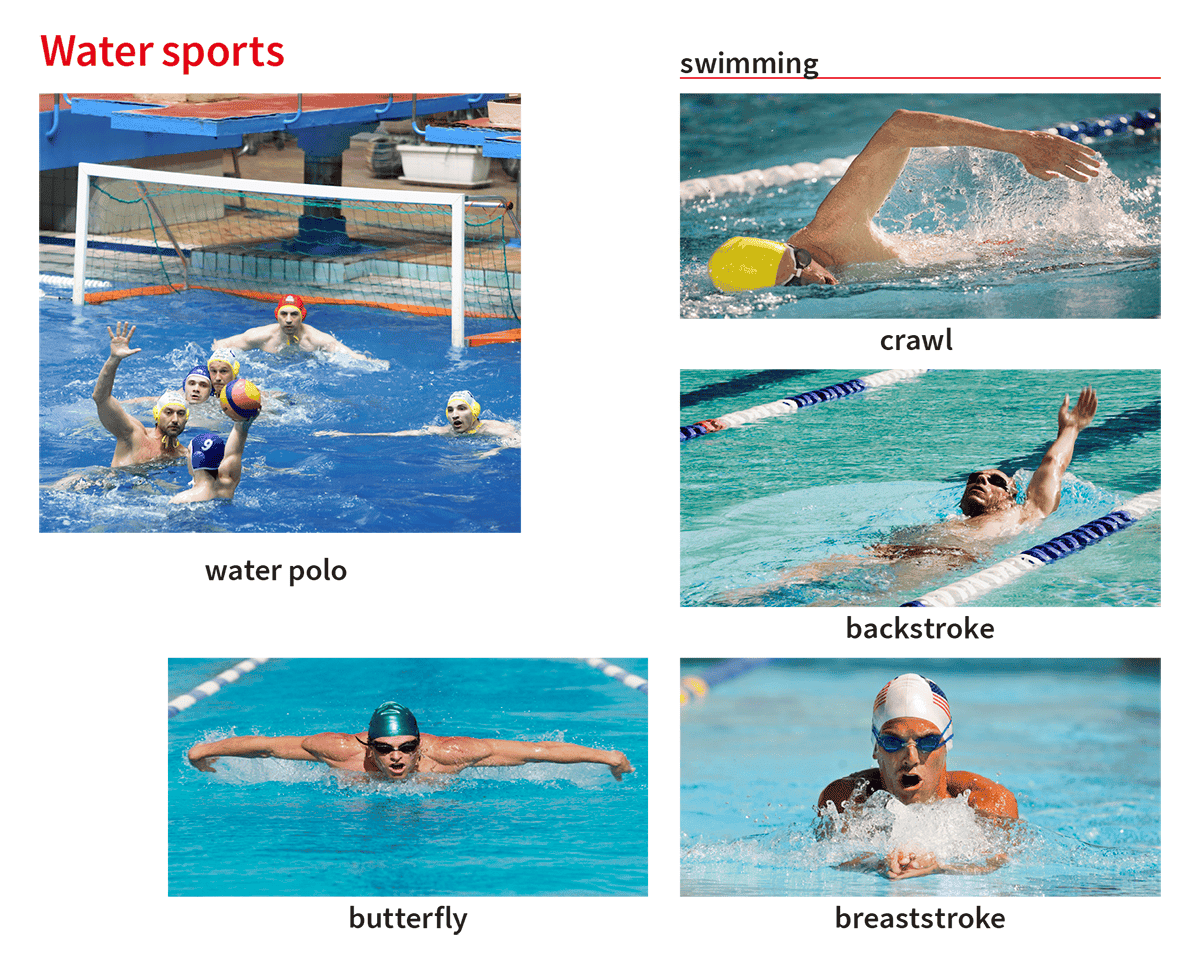 Water sports
swimming
water polo
crawl
backstroke
butterfly
breaststroke
9